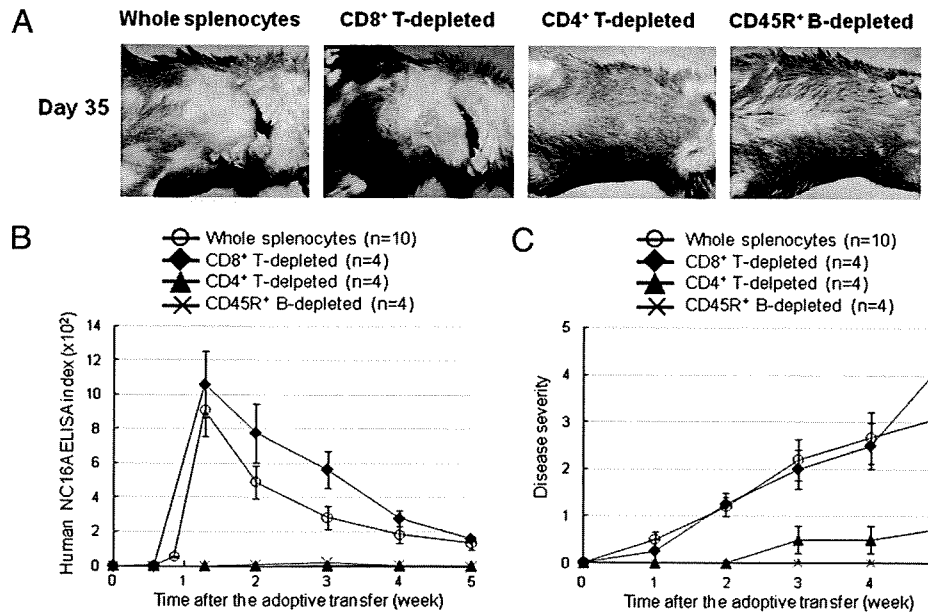 A
Whole splenocytes
CD8⁺ T-depleted
CD4⁺ T-depleted
CD45R⁺ B-depleted
Day 35
B
Whole splenocytes (n=10)
CD8⁺ T-depleted (n=4)
CD4⁺ T-delpeted (n=4)
CD45R⁺ B-depleted (n=4)
Human NC16A ELISA index (x10²)
14
12
10
8
6
4
2
0
0 1 2 3 4 5
Time after the adoptive transfer (week)
C
Whole splenocytes (n=10)
CD8⁺ T-depleted (n=4)
CD4⁺ T-depleted (n=4)
CD45R⁺ B-depleted (n=4)
Disease severity
5
4
3
2
1
0
0 1 2 3 4
Time after the adoptive transfer (week)